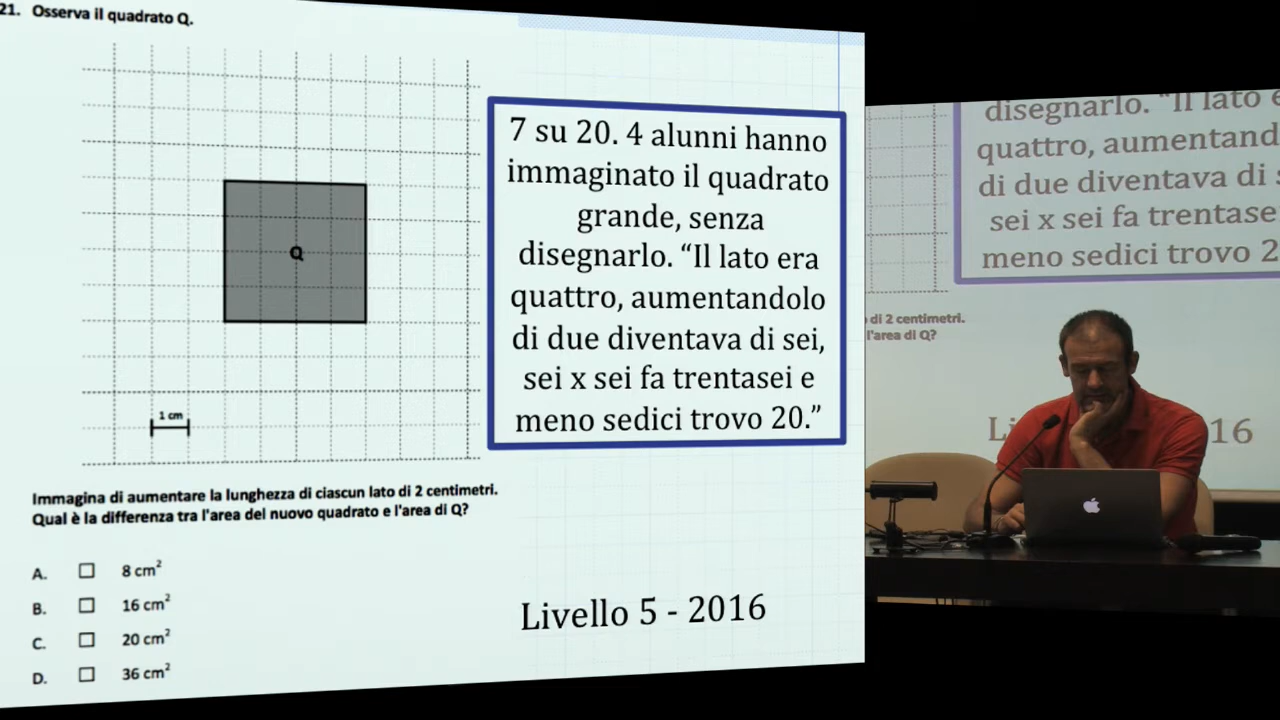 21. Osserva il quadrato Q.
Q
1 cm
Immagina di aumentare la lunghezza di ciascun lato di 2 centimetri.
Qual è la differenza tra l'area del nuovo quadrato e l'area di Q?
A. 8 cm²
B. 16 cm²
C. 20 cm²
D. 36 cm²
7 su 20. 4 alunni hanno
immaginato il quadrato
grande, senza
disegnarlo. “Il lato era
quattro, aumentandolo
di due diventava di sei,
sei x sei fa trentasei e
meno sedici trovo 20.”
Livello 5 - 2016
disegnarlo. “Il lato e
quattro, aumentand
di due diventava di s
sei x sei fa trentase
meno sedici trovo 2
di 2 centimetri.
l'area di Q?
Li 16